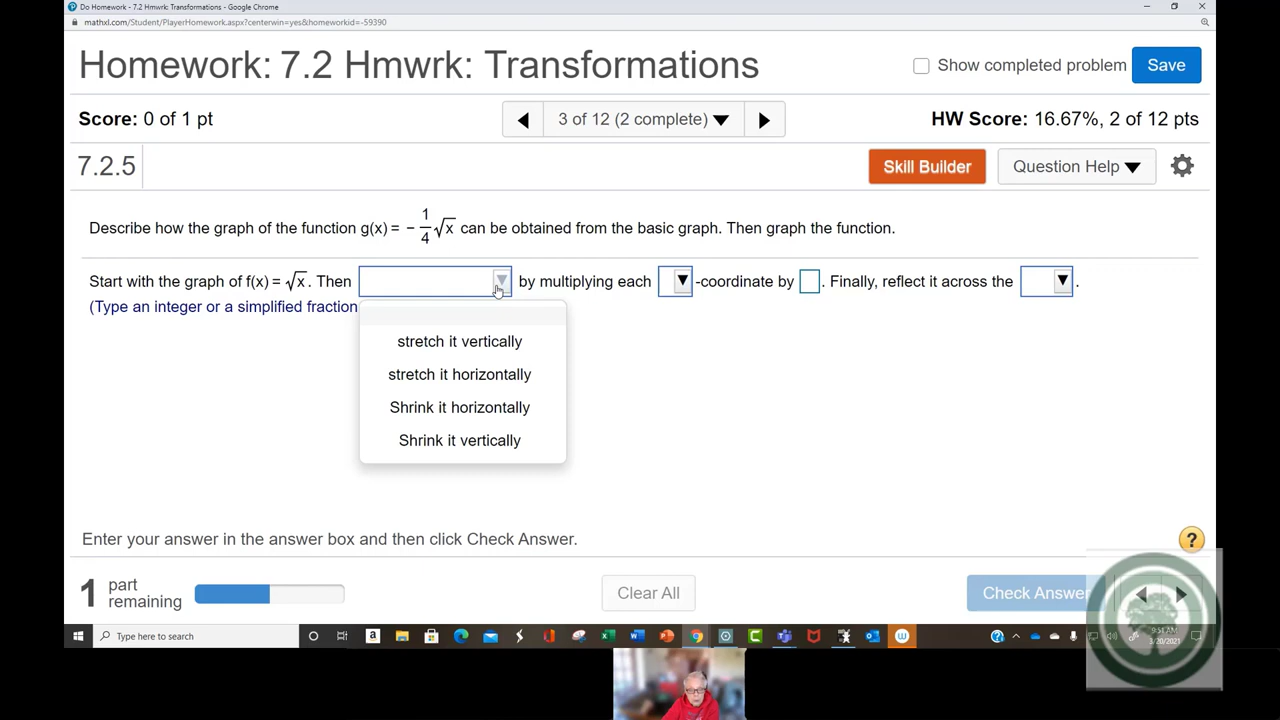 Do Homework - 7.2 Hmwrk: Transformations - Google Chrome
mathxl.com/Student/PlayerHomework.aspx?centerwin=yes&homeworkid=-59390
Homework: 7.2 Hmwrk: Transformations
Show completed problem
Save
Score: 0 of 1 pt
3 of 12 (2 complete)
HW Score: 16.67%, 2 of 12 pts
7.2.5
Skill Builder
Question Help
Describe how the graph of the function g(x) = - 1/4 √x can be obtained from the basic graph. Then graph the function.
Start with the graph of f(x) = √x. Then by multiplying each -coordinate by . Finally, reflect it across the .
(Type an integer or a simplified fraction
stretch it vertically
stretch it horizontally
Shrink it horizontally
Shrink it vertically
Enter your answer in the answer box and then click Check Answer.
?
1 part remaining
Clear All
Check Answer
Type here to search
9:51 AM
3/20/2021